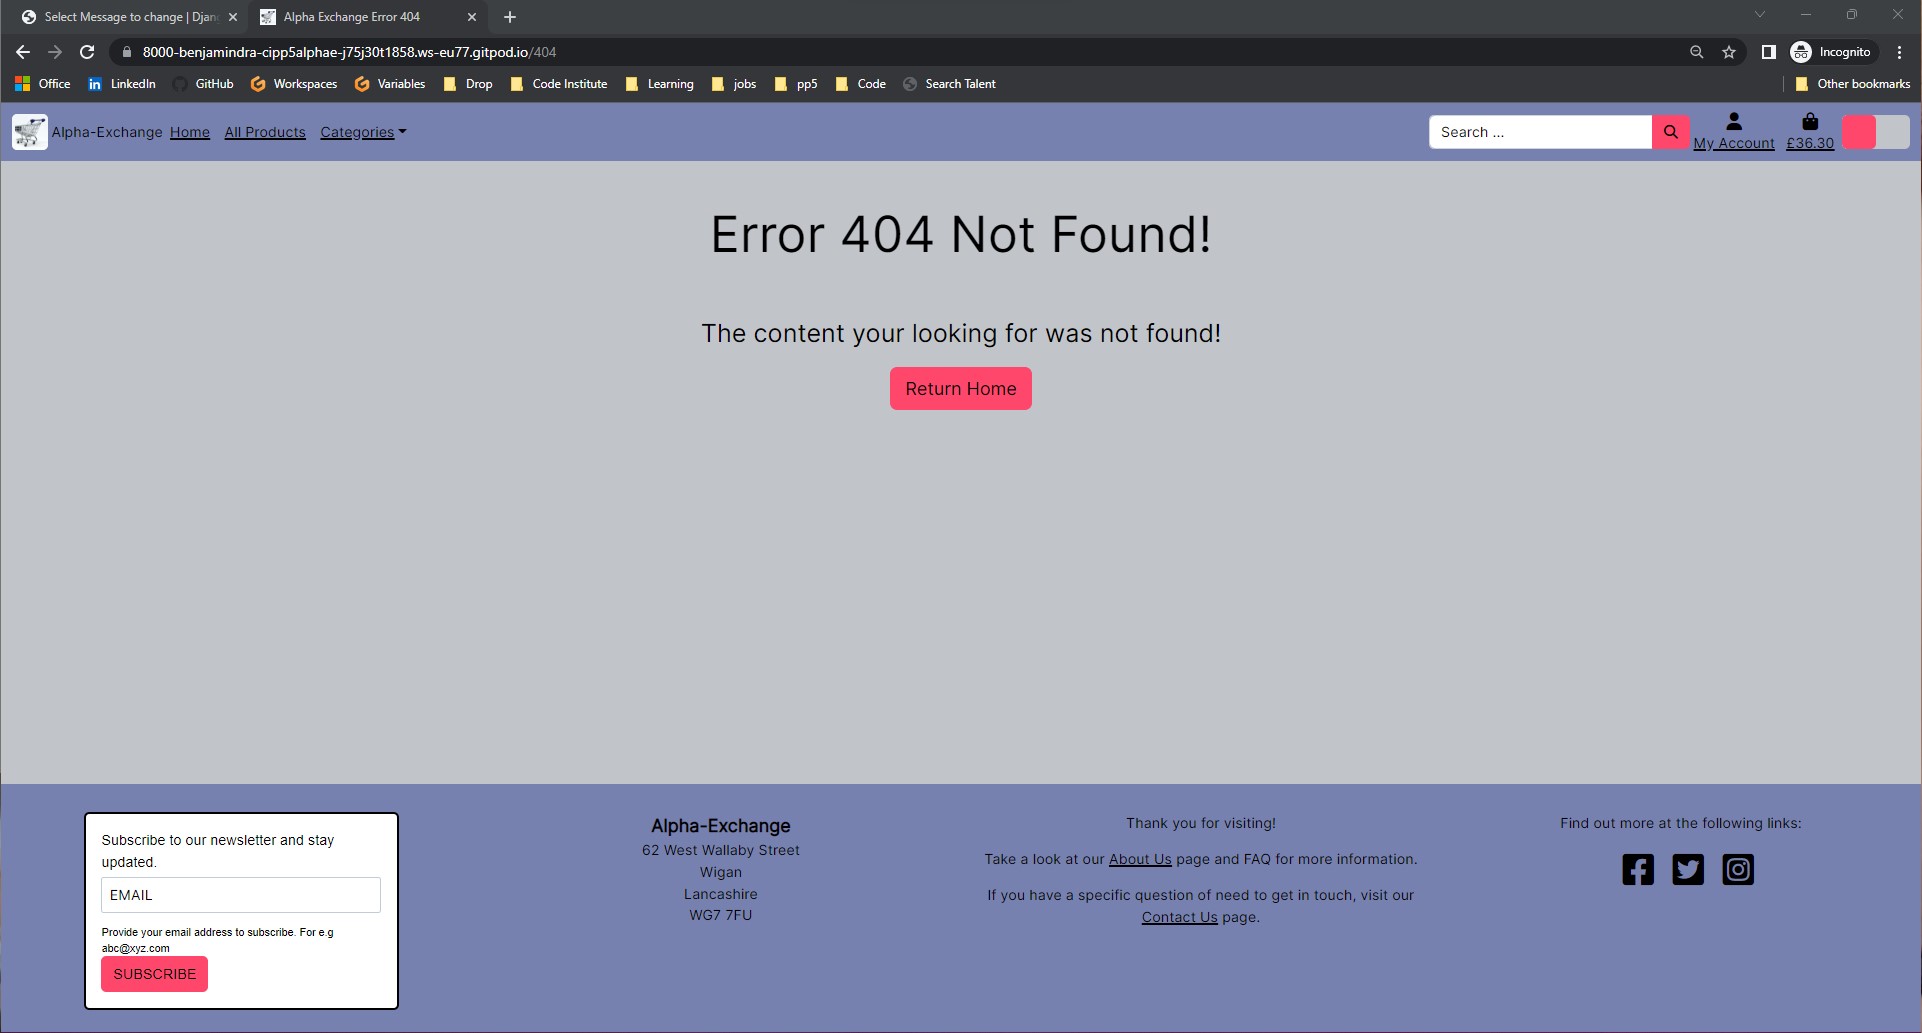 Select Message to change | Djang
Alpha Exchange Error 404
8000-benjamindra-cipp5alphae-j75j30t1858.ws-eu77.gitpod.io/404
Incognito
Office
LinkedIn
GitHub
Workspaces
Variables
Drop
Code Institute
Learning
jobs
pp5
Code
Search Talent
Other bookmarks
Alpha-Exchange
Home
All Products
Categories
Search ...
My Account
£36.30
Error 404 Not Found!
The content your looking for was not found!
Return Home
Subscribe to our newsletter and stay
updated.
EMAIL
Provide your email address to subscribe. For e.g
abc@xyz.com
SUBSCRIBE
Alpha-Exchange
62 West Wallaby Street
Wigan
Lancashire
WG7 7FU
Thank you for visiting!
Take a look at our About Us page and FAQ for more information.
If you have a specific question of need to get in touch, visit our
Contact Us page.
Find out more at the following links: